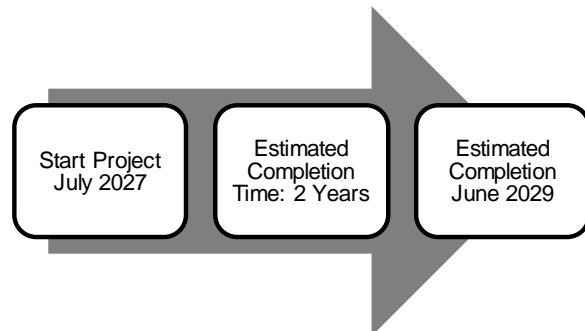 Start Project
July 2027
Estimated
Completion
Time: 2 Years
Estimated
Completion
June 2029